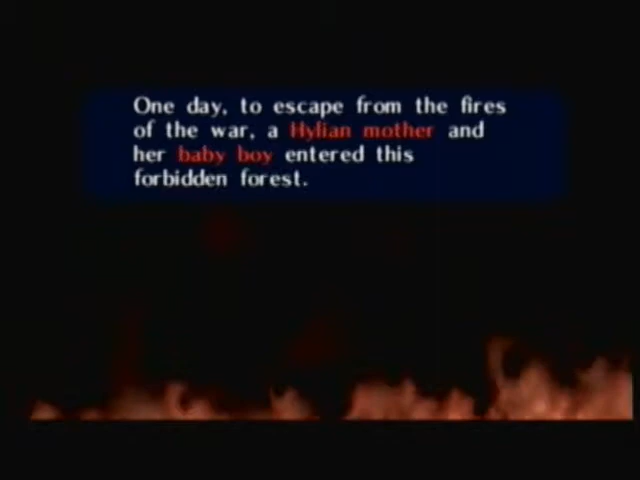 One day, to escape from the fires
of the war, a Hylian mother and
her baby boy entered this
forbidden forest.